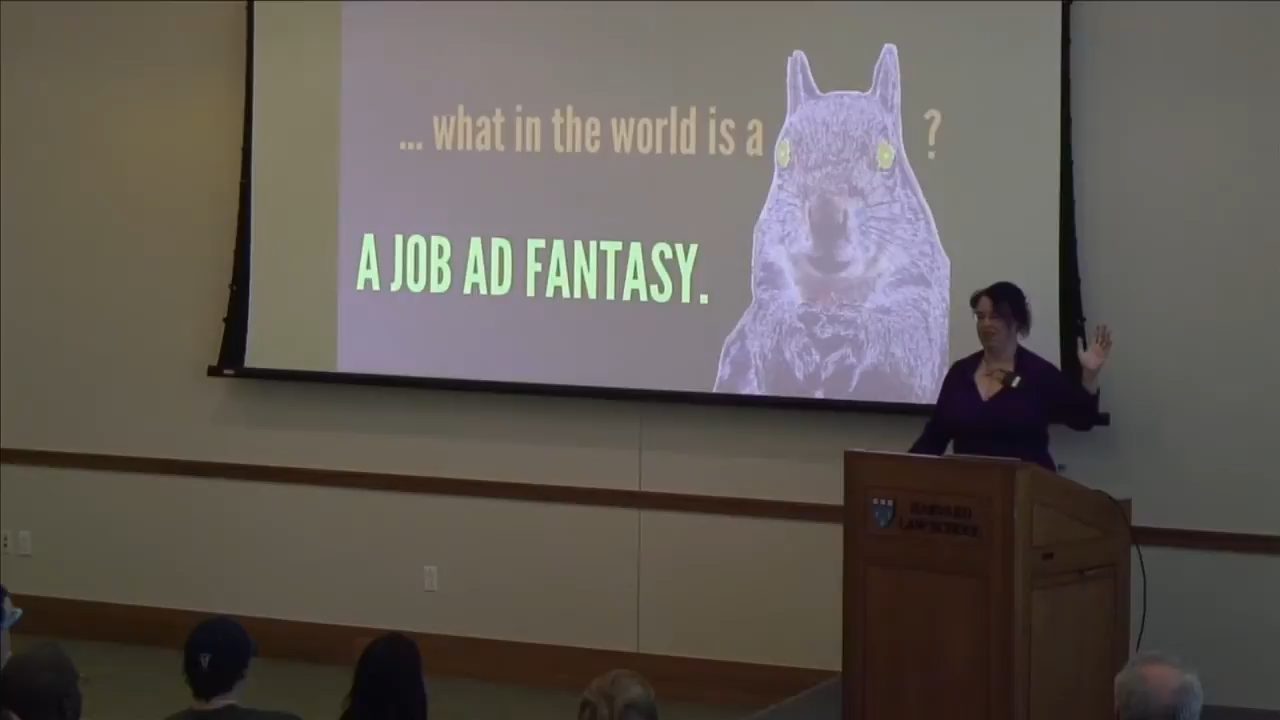 ... what in the world is a ?
A JOB AD FANTASY.
HARVARD
LAW SCHOOL